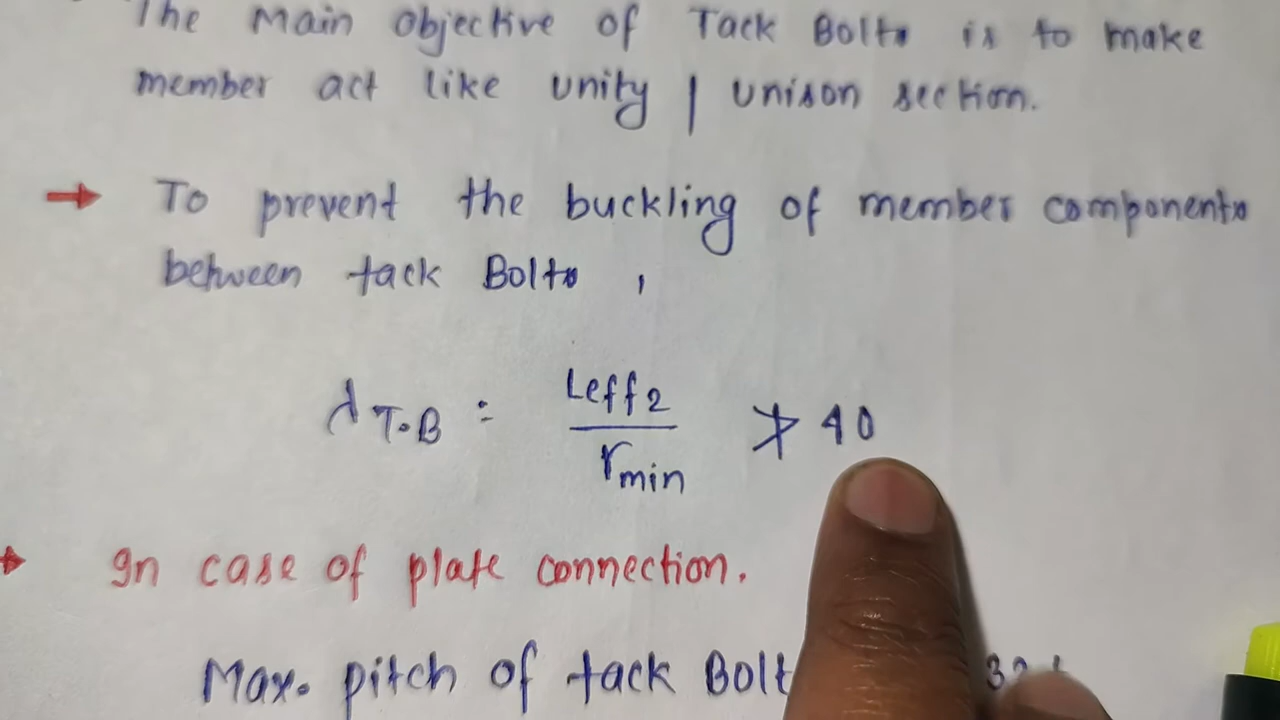 The main objective of Tack Bolts is to make
member act like unity | unison section.
→ To prevent the buckling of member components
between tack Bolts ,
λT.B = Leff2 / rmin ≯ 40
In case of plate connection.
Max. pitch of tack Bolt